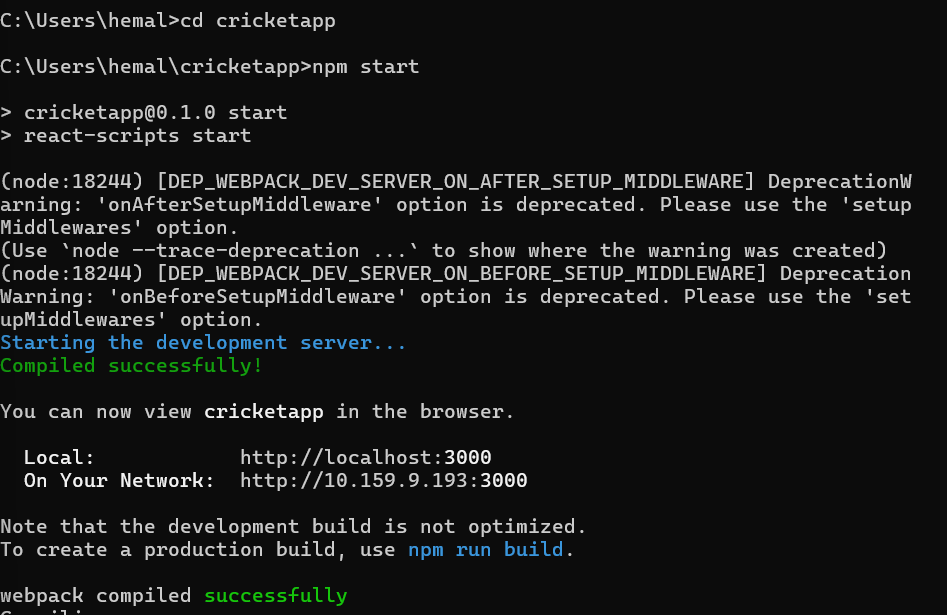 C:\Users\hemal>cd cricketapp
C:\Users\hemal\cricketapp>npm start
> cricketapp@0.1.0 start
> react-scripts start
(node:18244) [DEP_WEBPACK_DEV_SERVER_ON_AFTER_SETUP_MIDDLEWARE] DeprecationW
arning: 'onAfterSetupMiddleware' option is deprecated. Please use the 'setup
Middlewares' option.
(Use `node --trace-deprecation ...` to show where the warning was created)
(node:18244) [DEP_WEBPACK_DEV_SERVER_ON_BEFORE_SETUP_MIDDLEWARE] Deprecation
Warning: 'onBeforeSetupMiddleware' option is deprecated. Please use the 'set
upMiddlewares' option.
Starting the development server...
Compiled successfully!
You can now view cricketapp in the browser.
Local: http://localhost:3000
On Your Network: http://10.159.9.193:3000
Note that the development build is not optimized.
To create a production build, use npm run build.
webpack compiled successfully